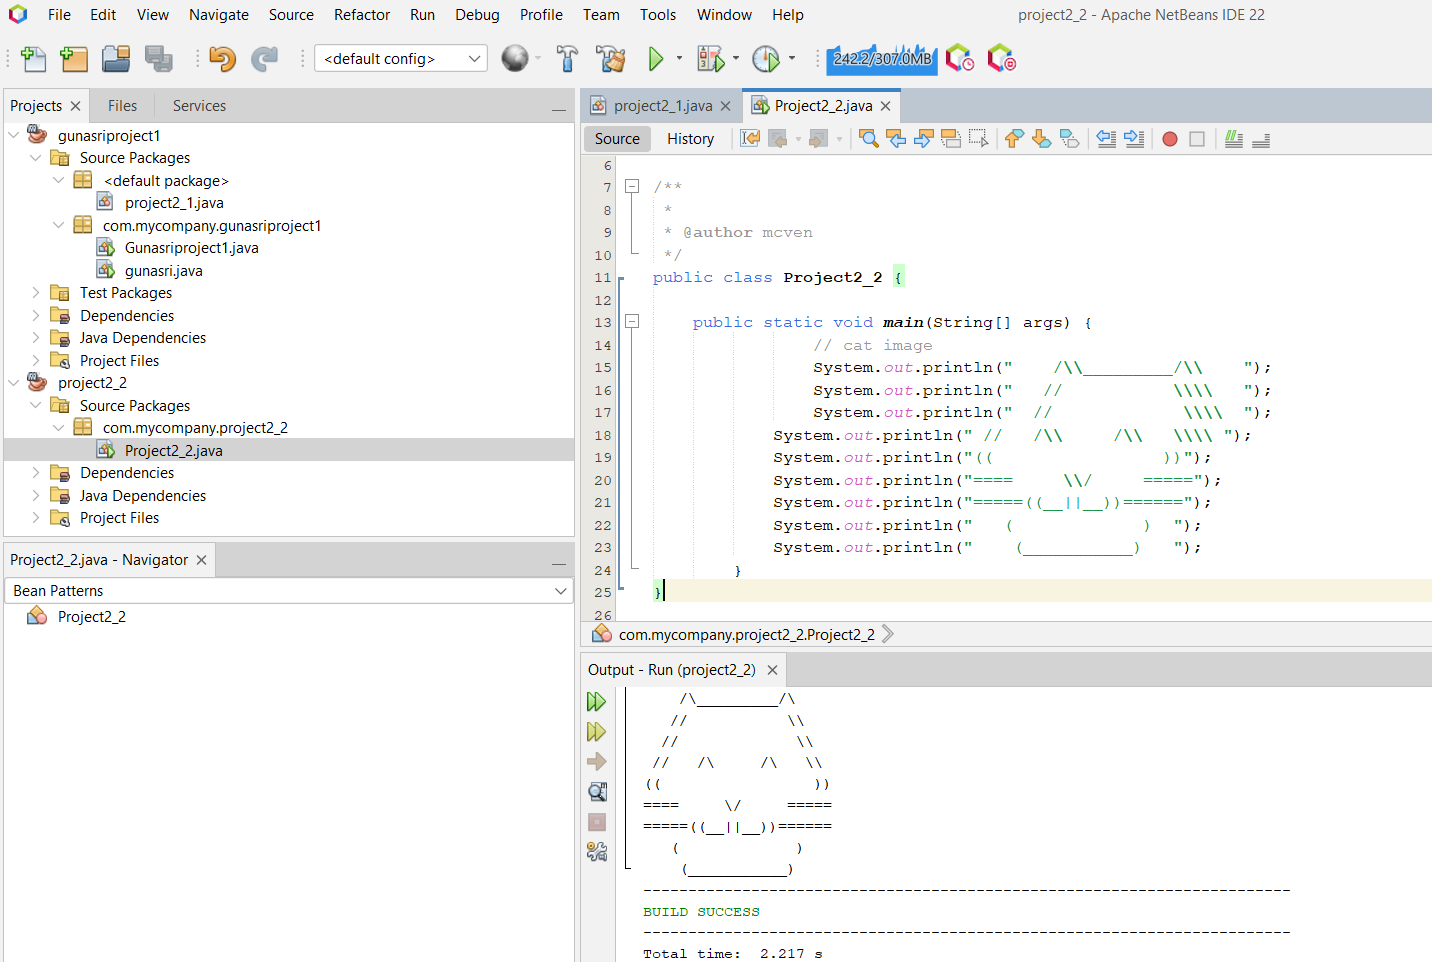 File Edit View Navigate Source Refactor Run Debug Profile Team Tools Window Help project2_2 - Apache NetBeans IDE 22
<default config> 242.2/307.0MB
Projects Files Services
gunasriproject1
Source Packages
<default package>
project2_1.java
com.mycompany.gunasriproject1
Gunasriproject1.java
gunasri.java
Test Packages
Dependencies
Java Dependencies
Project Files
project2_2
Source Packages
com.mycompany.project2_2
Project2_2.java
Dependencies
Java Dependencies
Project Files
Project2_2.java - Navigator
Bean Patterns
Project2_2
project2_1.java Project2_2.java
Source History
6
7 /**
8  *
9  * @author mcven
10  */
11 public class Project2_2 {
12
13     public static void main(String[] args) {
14                 // cat image
15                 System.out.println("    /\\_________/\\    ");
16                 System.out.println("   //           \\\\   ");
17                 System.out.println("  //             \\\\  ");
18             System.out.println(" //   /\\     /\\   \\\\ ");
19             System.out.println("((                 ))");
20             System.out.println("====     \\/     =====");
21             System.out.println("=====((__||__))======");
22             System.out.println("   (             )  ");
23             System.out.println("    (___________)   ");
24         }
25 }
26
com.mycompany.project2_2.Project2_2
Output - Run (project2_2)
    /\_________/\
   //           \\
  //             \\
 //   /\     /\   \\
((                 ))
====     \/     =====
=====((__||__))======
   (             )
    (___________)
------------------------------------------------------------------------
BUILD SUCCESS
------------------------------------------------------------------------
Total time:  2.217 s